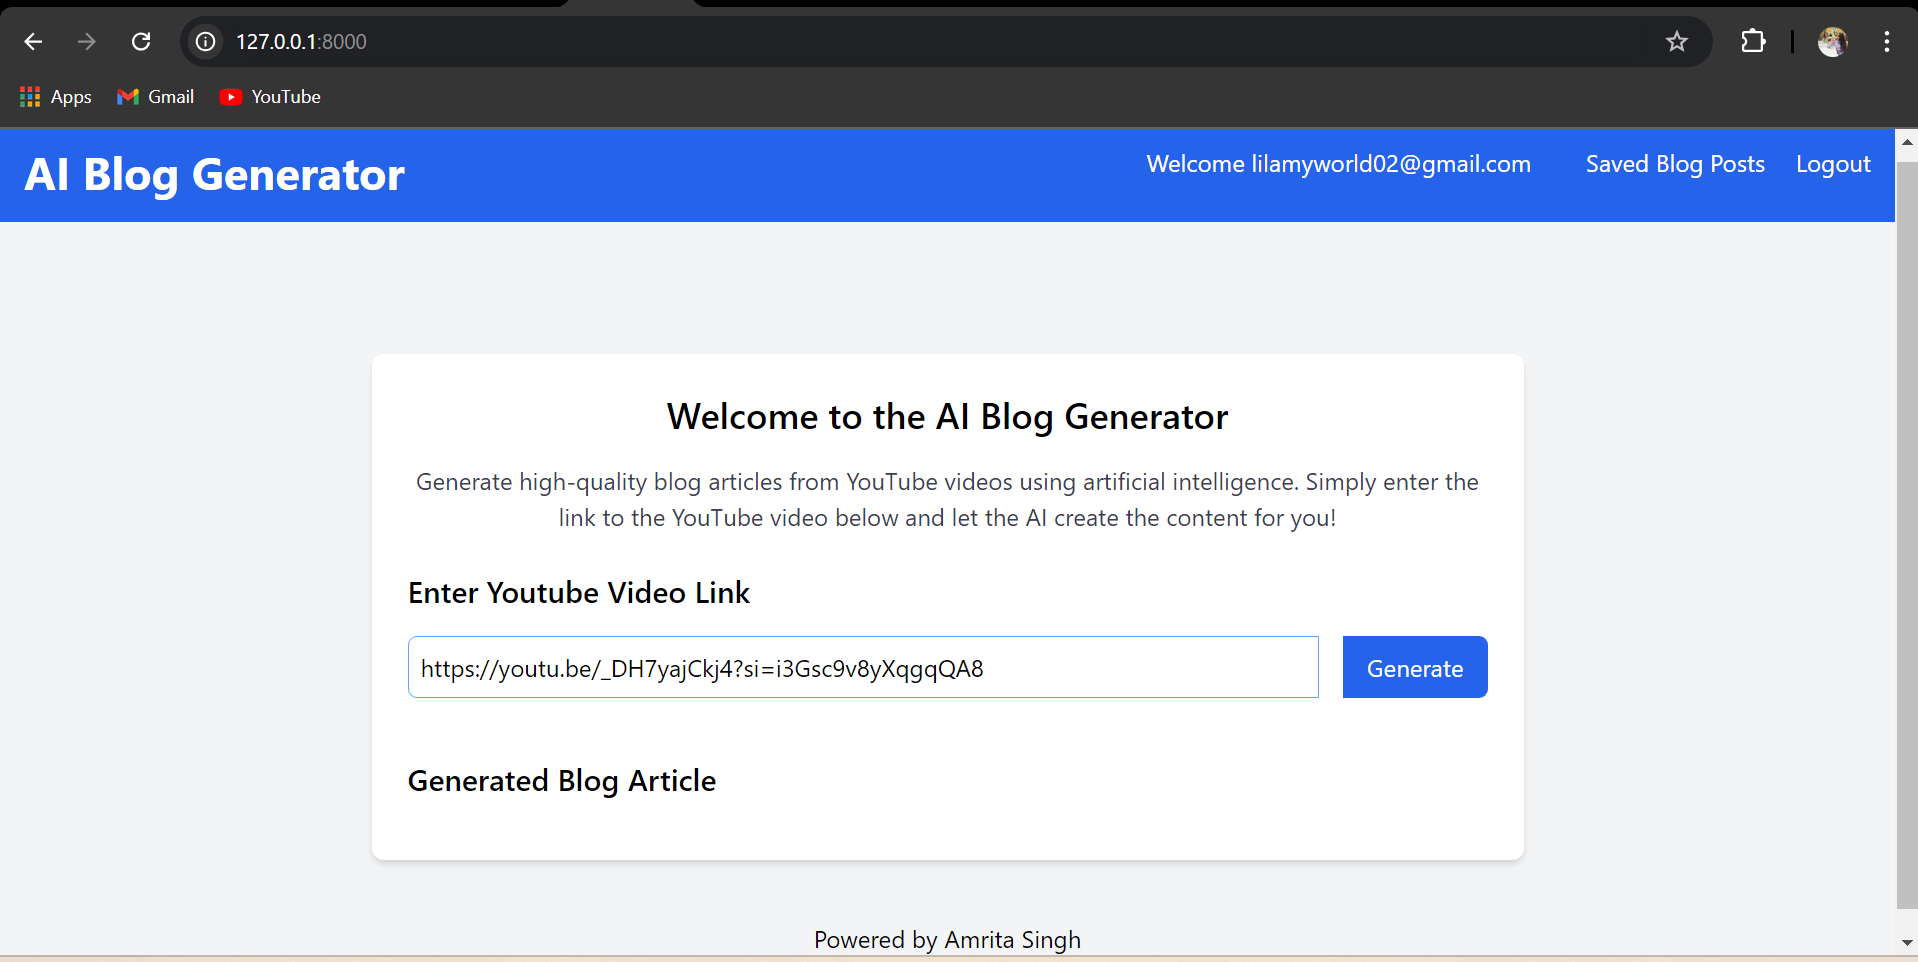 127.0.0.1:8000
Apps Gmail YouTube
AI Blog Generator
Welcome lilamyworld02@gmail.com Saved Blog Posts Logout
Welcome to the AI Blog Generator
Generate high-quality blog articles from YouTube videos using artificial intelligence. Simply enter the
link to the YouTube video below and let the AI create the content for you!
Enter Youtube Video Link
https://youtu.be/_DH7yajCkj4?si=i3Gsc9v8yXqgqQA8
Generate
Generated Blog Article
Powered by Amrita Singh